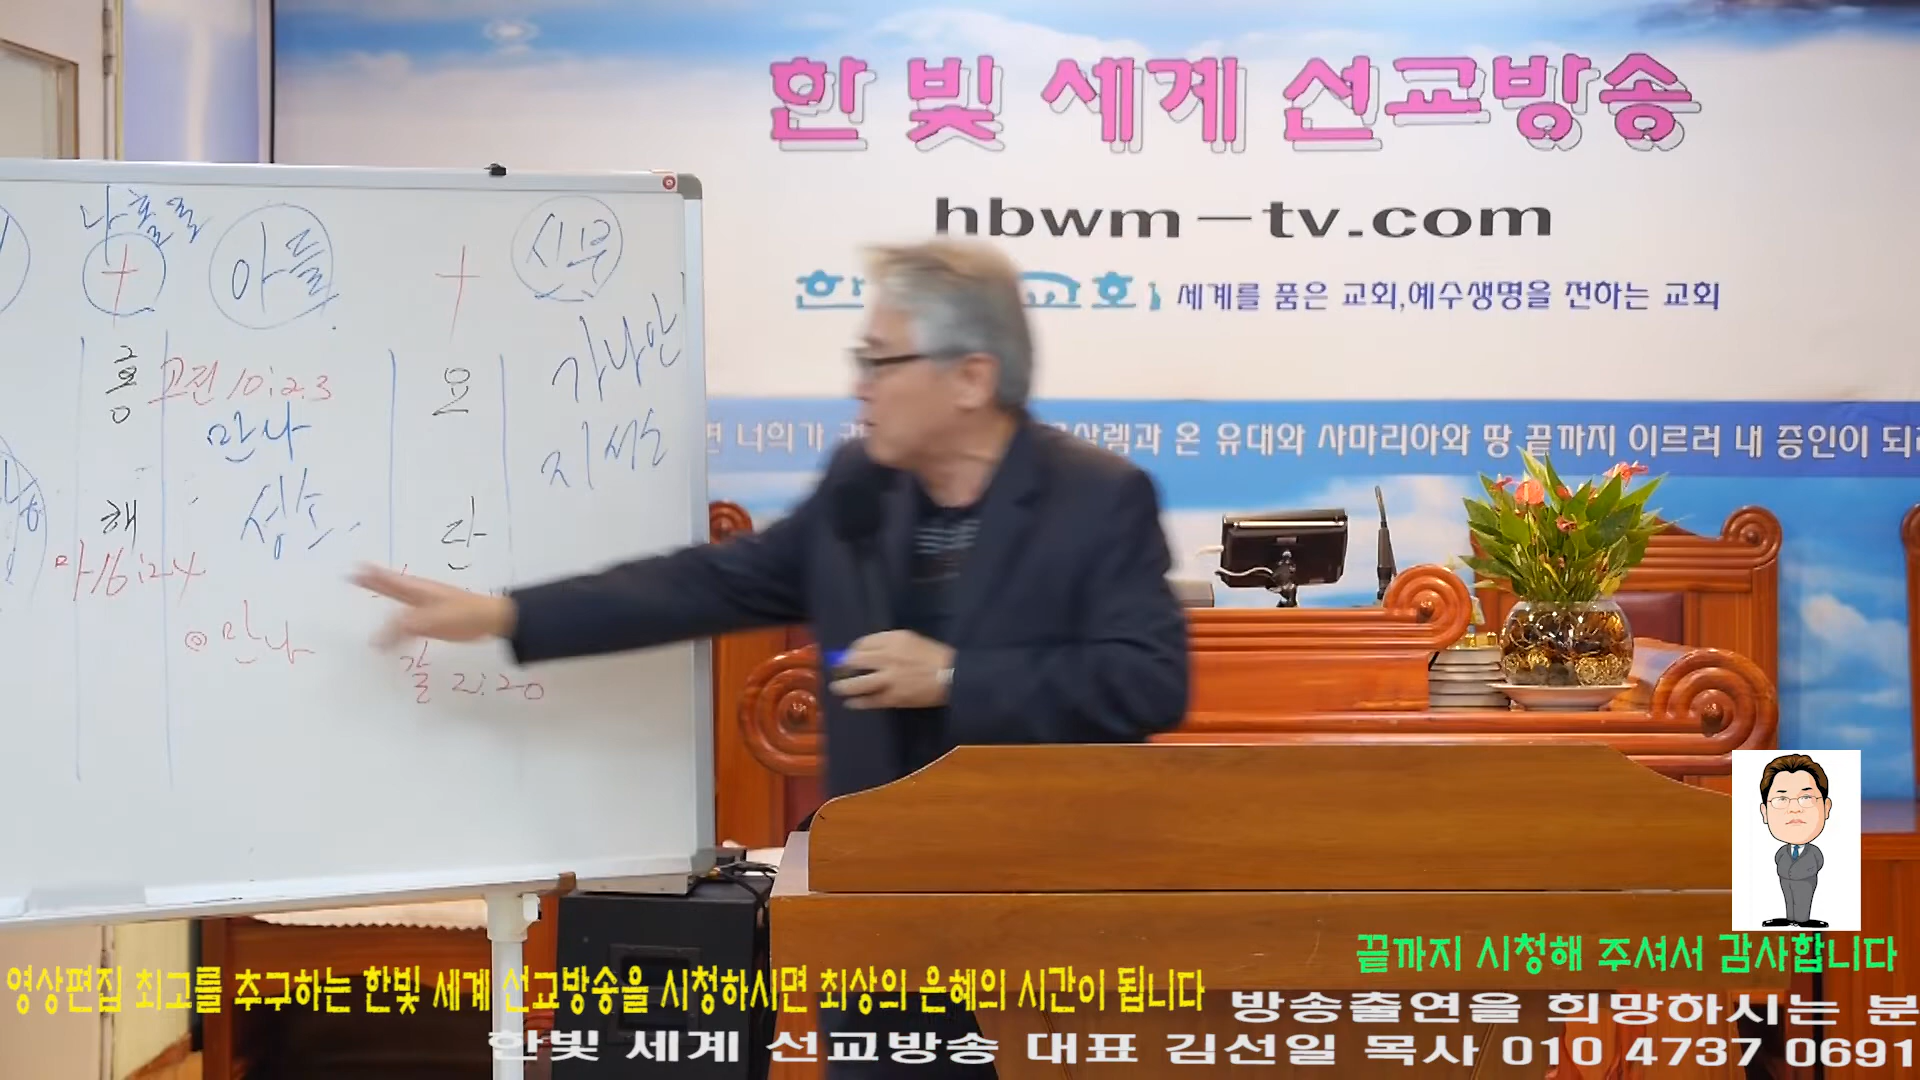 한 빛 세계 선교방송
hbwm-tv.com
세계를 품은 교회,예수생명을 전하는 교회
면 너희가
온 유대와 사마리아와 땅 끝까지 이르러 내 증인이 되리
아들
+
+
신부
홍
고전 10:2.3
만나
해
마16:24
성소
⊙만나
요
단
갈 2:20
가나안
지성소
끝까지 시청해 주셔서 감사합니다
영상편집 최고를 추구하는 한빛 세계 선교방송을 시청하시면 최상의 은혜의 시간이 됩니다
방송출연을 희망하시는 분
한빛 세계 선교방송 대표 김선일 목사 010 4737 0691